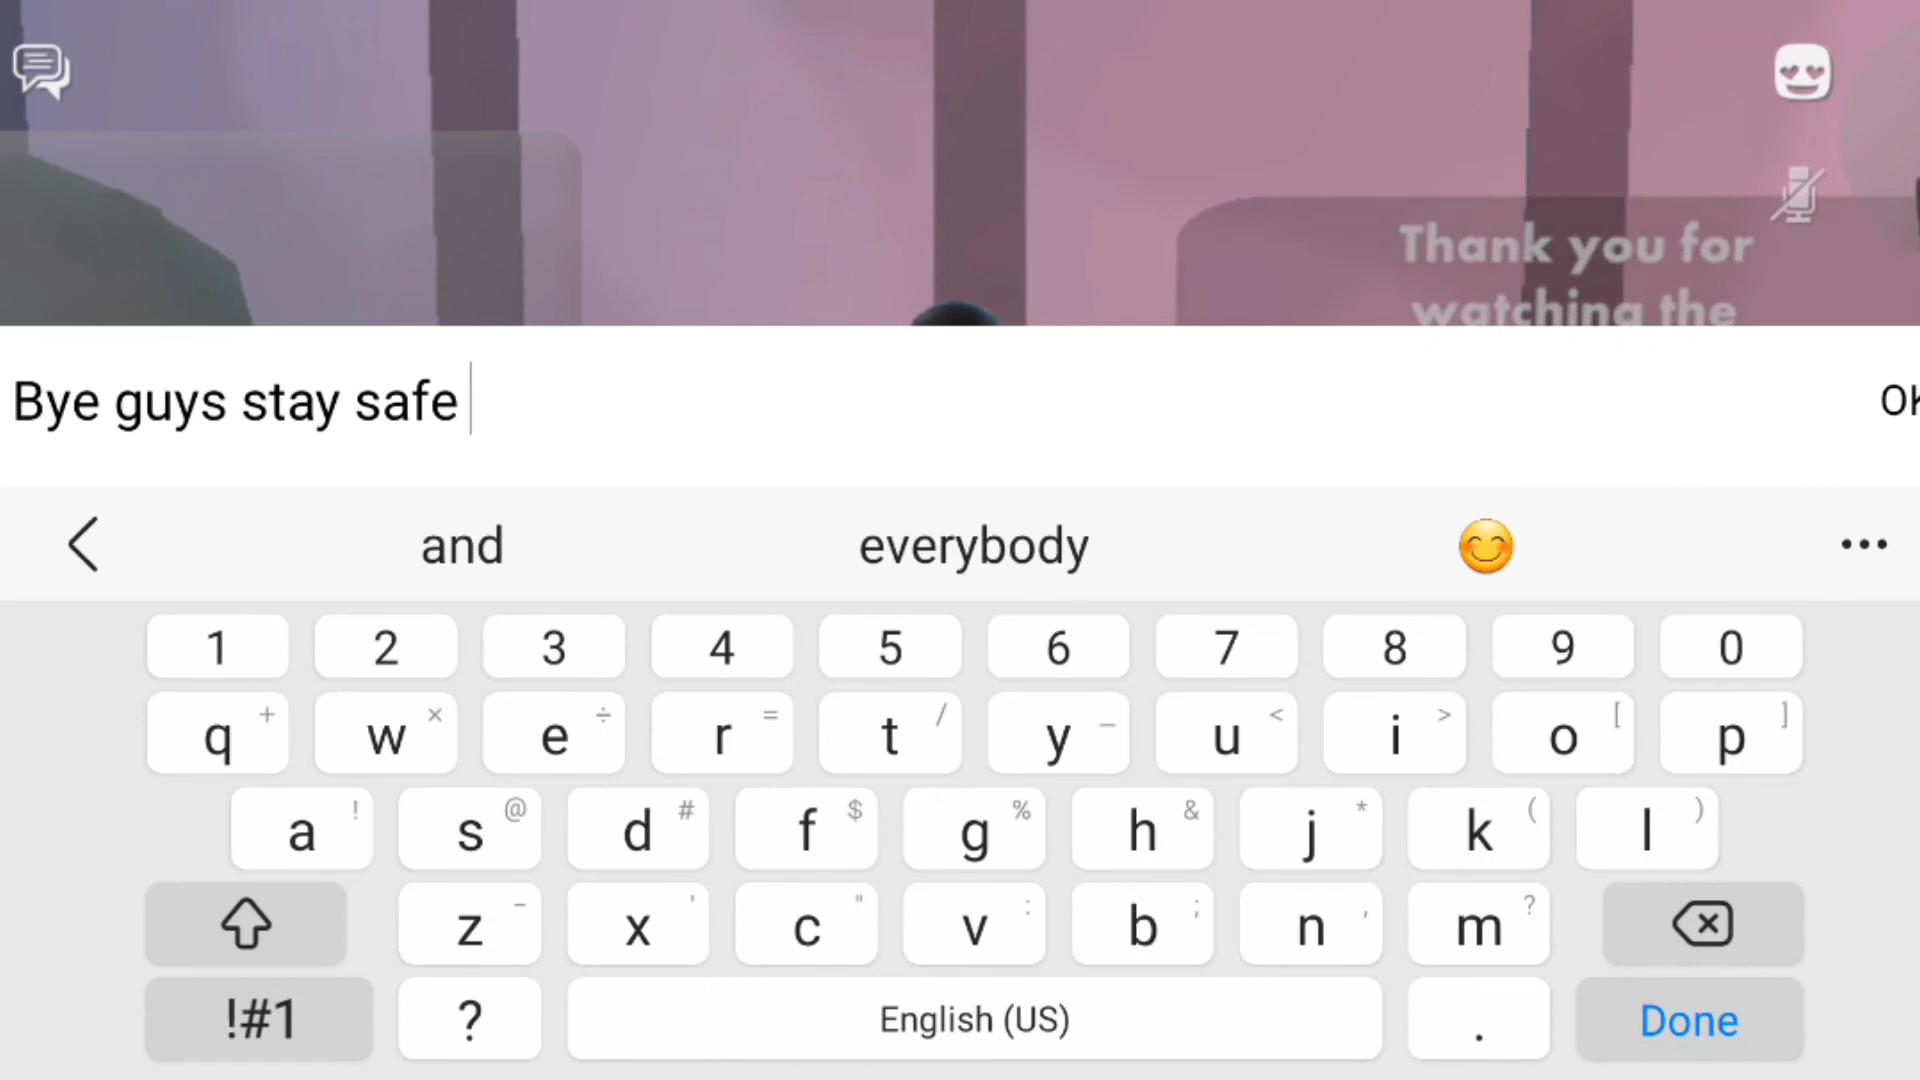 Thank you for
watching the
Bye guys stay safe
OK
and everybody 😊 •••
1 2 3 4 5 6 7 8 9 0
q + w × e ÷ r = t / y _ u < i > o [ p ]
a ! s @ d # f $ g % h & j * k ( l )
z - x ' c " v : b ; n , m ?
!#1 ? English (US) . Done